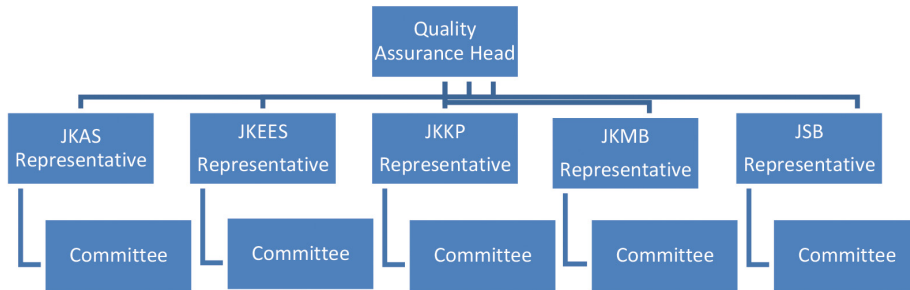 Quality
Assurance Head
JKAS
Representative
JKEES
Representative
JKKP
Representative
JKMB
Representative
JSB
Representative
Committee
Committee
Committee
Committee
Committee